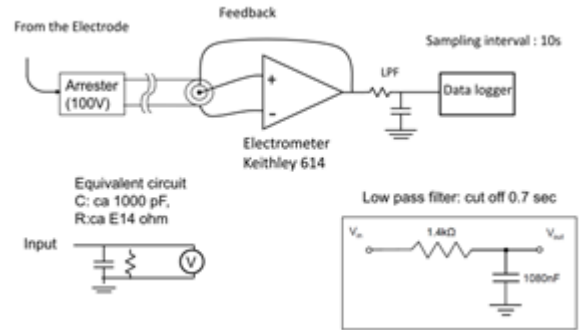 Feedback
From the Electrode
Sampling interval : 10s
Arrester
(100V)
+
-
LPF
Data logger
Electrometer
Keithley 614
Equivalent circuit
C: ca 1000 pF,
R:ca E14 ohm
Input
V
Low pass filter: cut off 0.7 sec
Vin
1.4kΩ
Vout
1080nF